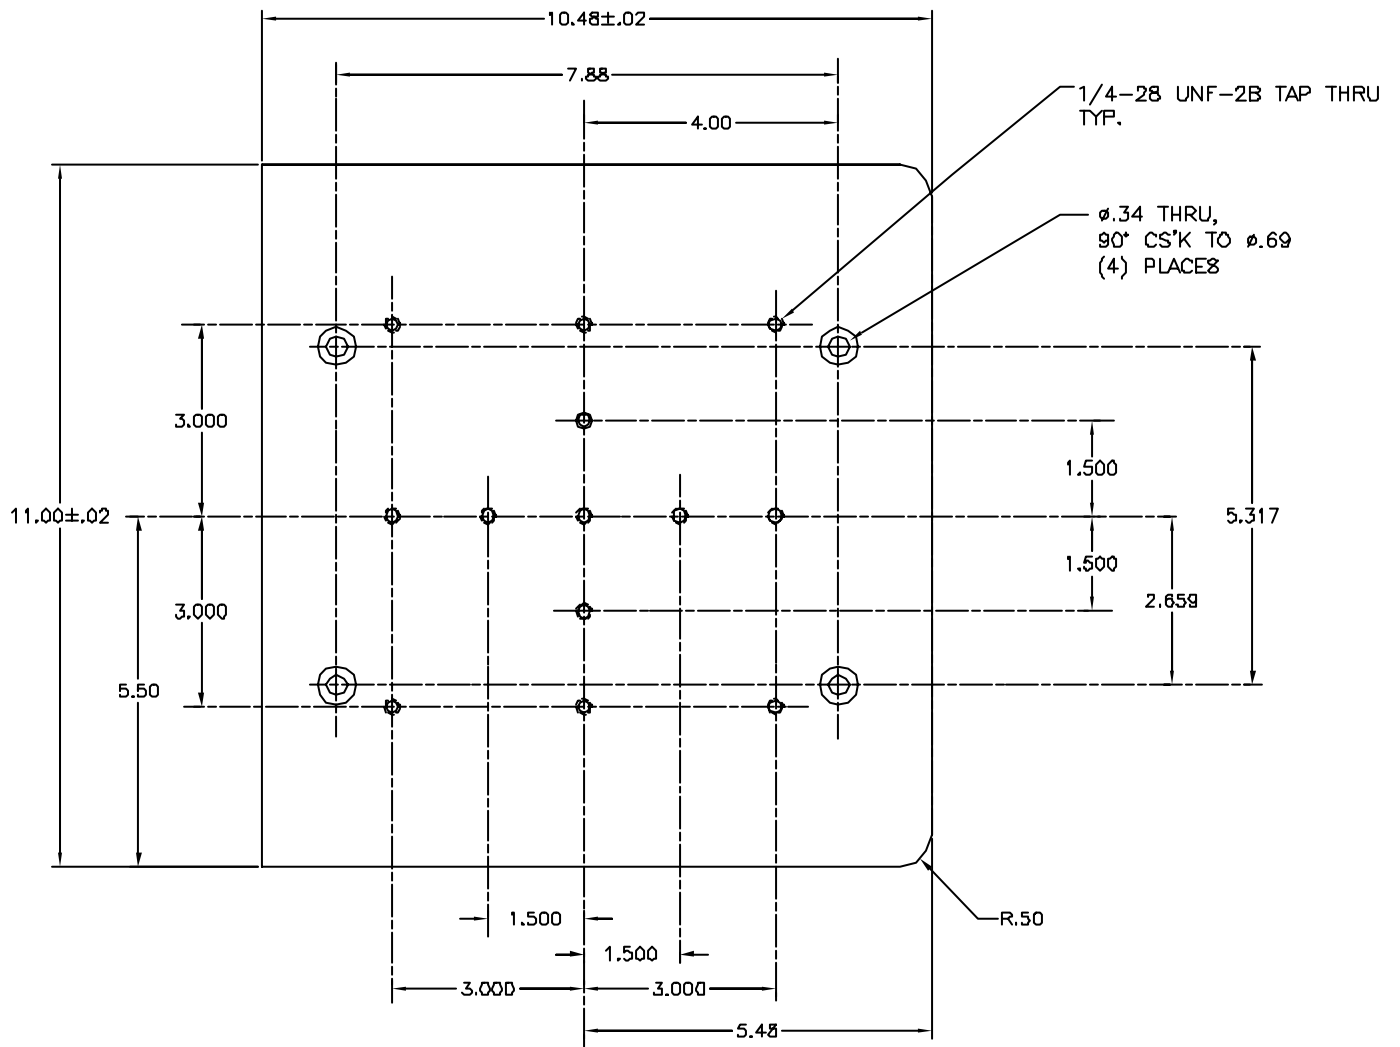 10.48±.02
7.88
4.00
1/4-28 UNF-2B TAP THRU
TYP.
ø.34 THRU,
90° CS'K TO ø.69
(4) PLACES
3.000
1.500
11.00±.02
5.317
1.500
3.000
2.659
5.50
1.500
R.50
1.500
3.000
3.000
5.48